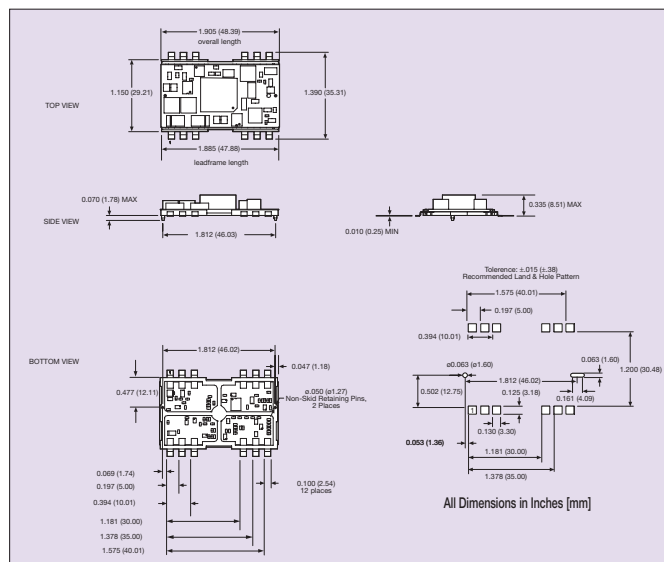 1.905 (48.39)
overall length
1.150 (29.21)
1.390 (35.31)
TOP VIEW
1.885 (47.88)
leadframe length
0.070 (1.78) MAX
SIDE VIEW
1.812 (46.03)
0.335 (8.51) MAX
0.010 (0.25) MIN
Tolerence: ±.015 (±.38)
Recommended Land & Hole Pattern
1.575 (40.01)
0.197 (5.00)
0.394 (10.01)
BOTTOM VIEW
1.812 (46.02)
0.047 (1.18)
0.477 (12.11)
ø.050 (ø1.27)
Non-Skid Retaining Pins,
2 Places
0.069 (1.74)
0.197 (5.00)
0.394 (10.01)
0.100 (2.54)
12 places
1.181 (30.00)
1.378 (35.00)
1.575 (40.01)
ø0.063 (ø1.60)
0.063 (1.60)
1.200 (30.48)
1.812 (46.02)
0.502 (12.75)
0.161 (4.09)
0.125 (3.18)
1
0.130 (3.30)
0.053 (1.36)
1.181 (30.00)
1.378 (35.00)
All Dimensions in Inches [mm]